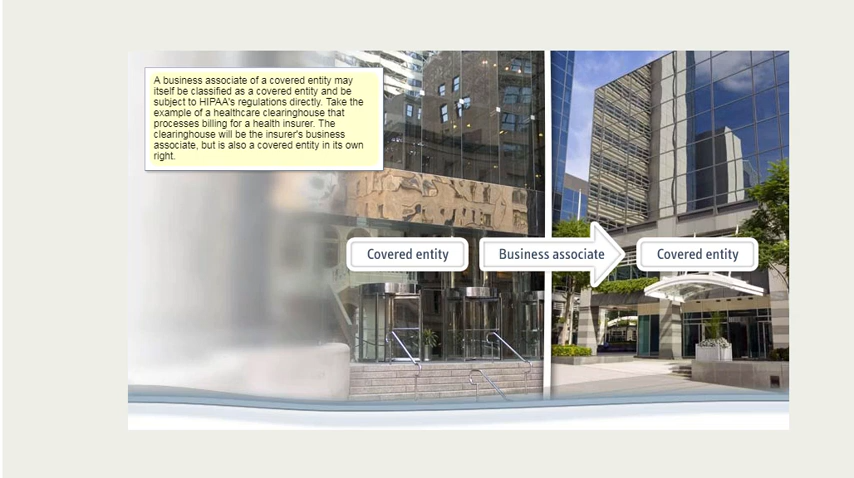 A business associate of a covered entity may
itself be classified as a covered entity and be
subject to HIPAA's regulations directly. Take the
example of a healthcare clearinghouse that
processes billing for a health insurer. The
clearinghouse will be the insurer's business
associate, but is also a covered entity in its own
right.
Covered entity
Business associate
Covered entity